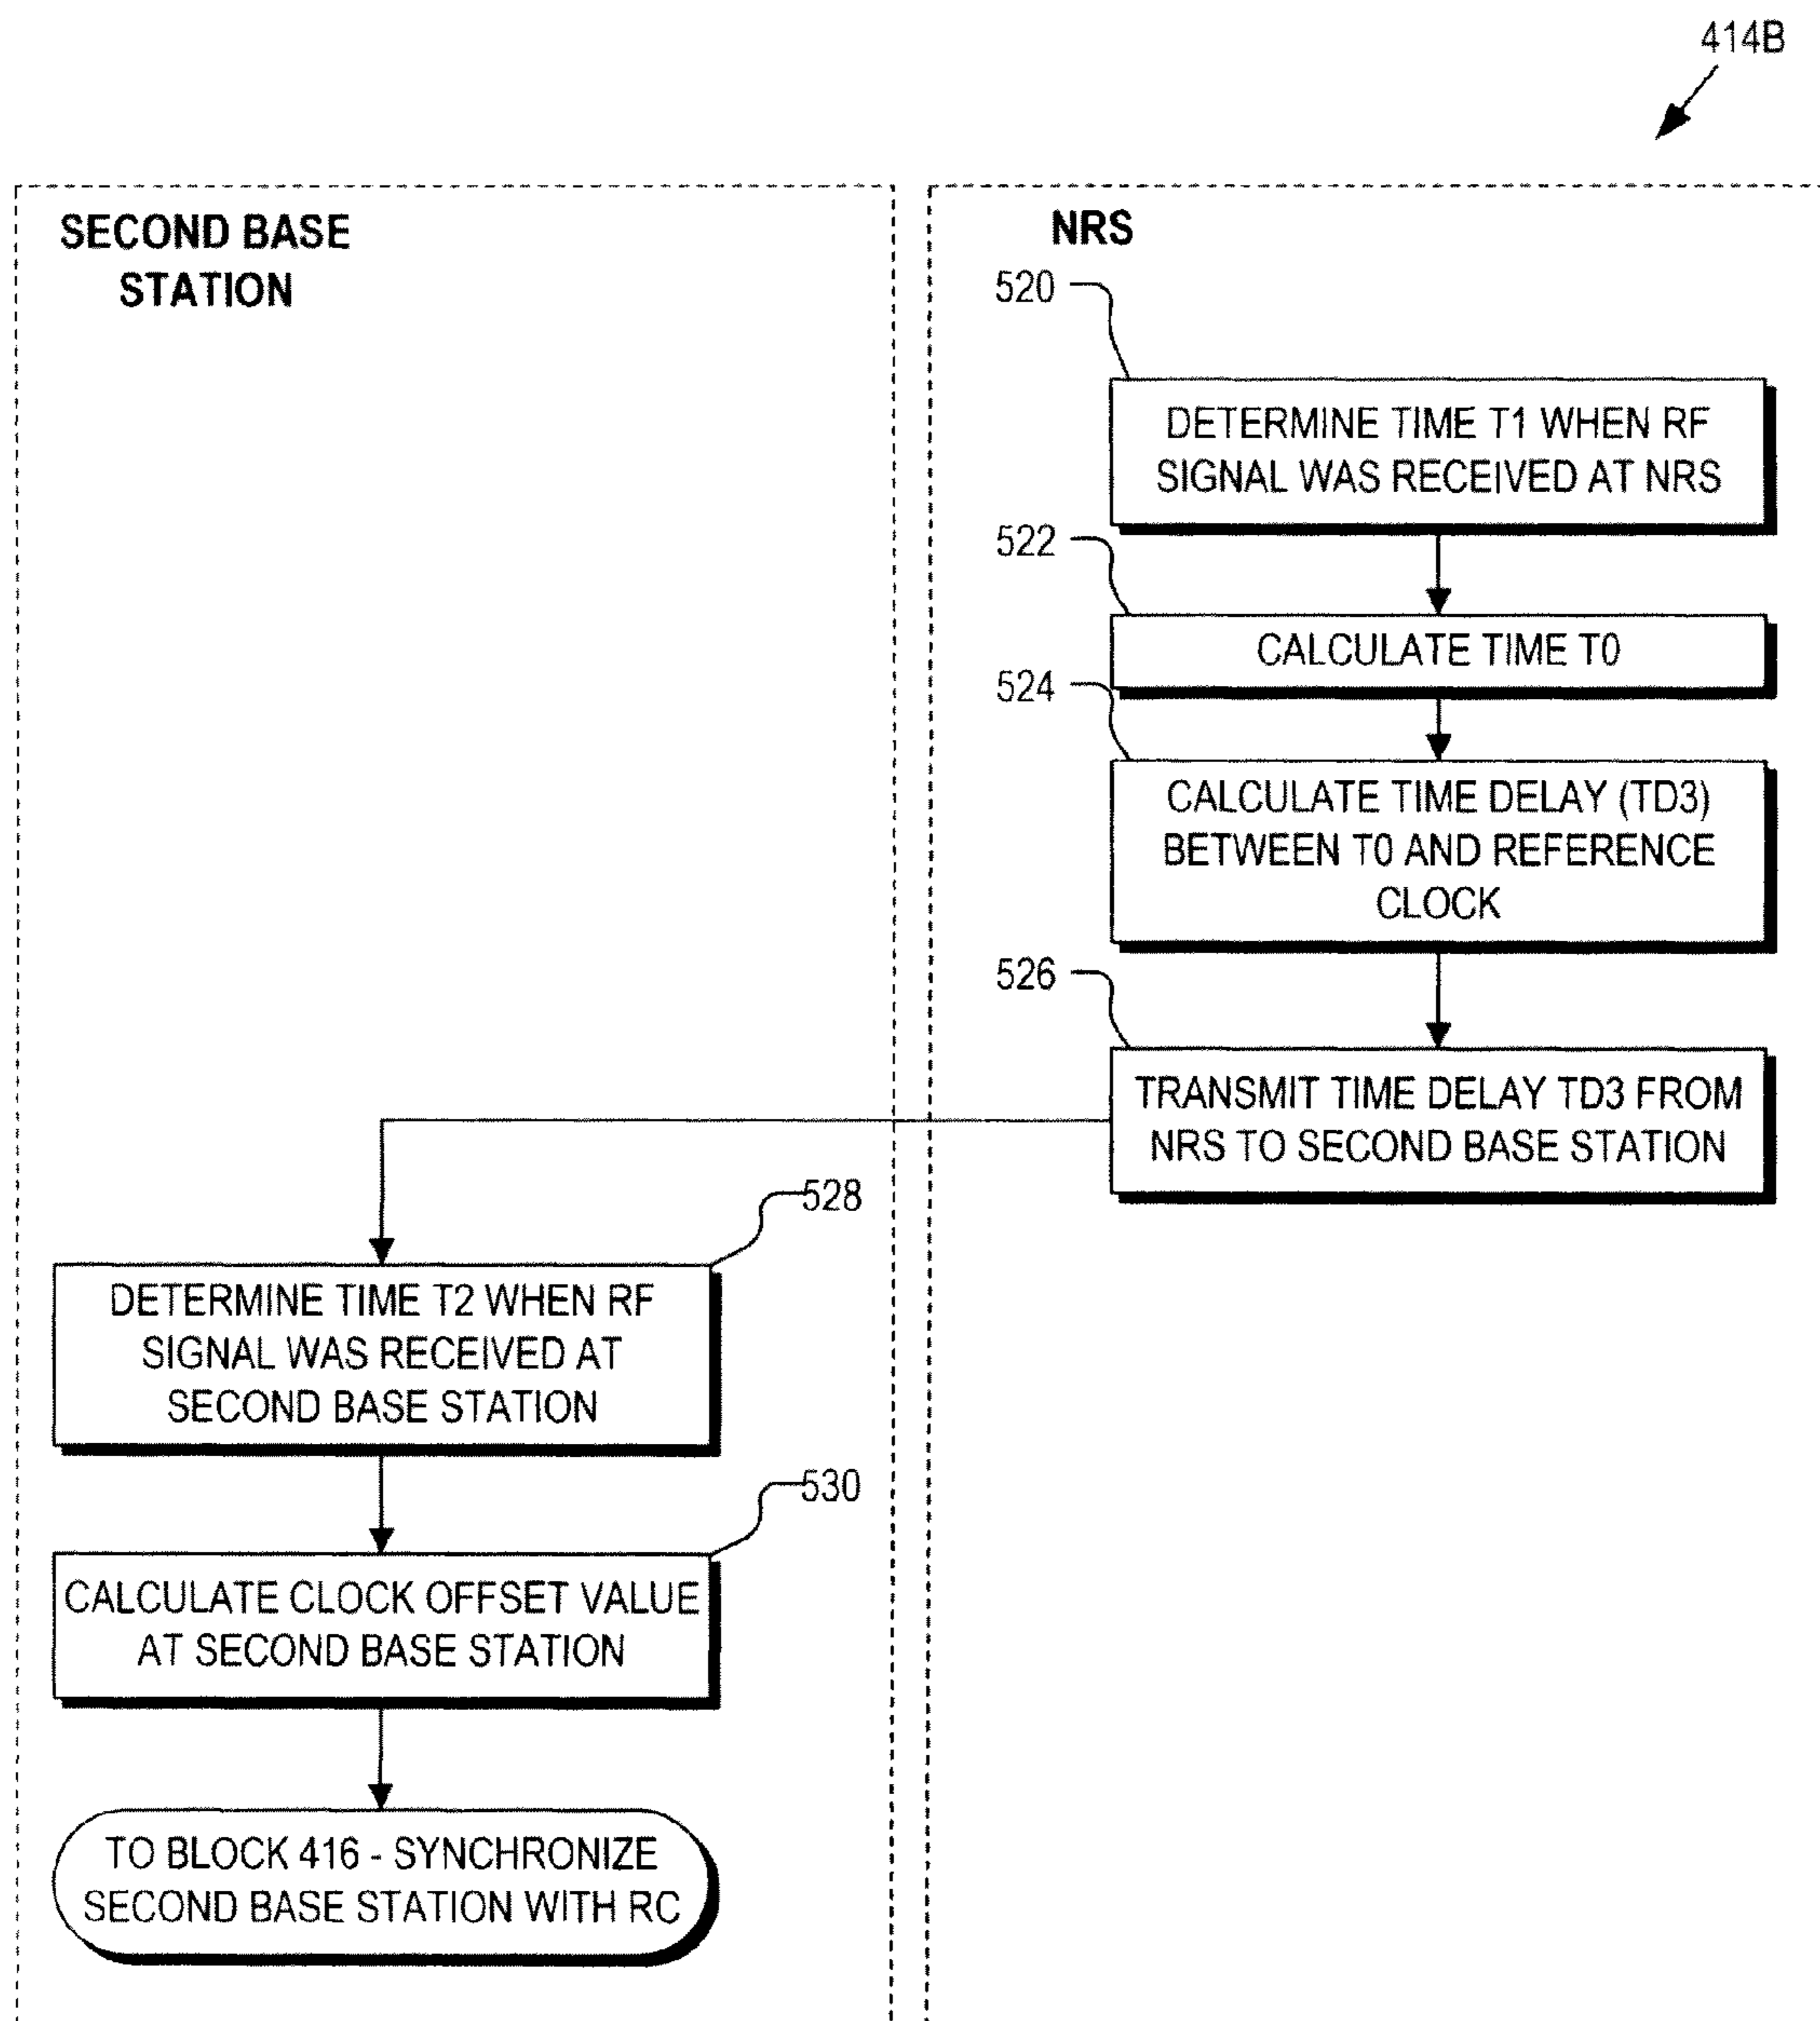 414B
SECOND BASE
STATION
NRS
520
DETERMINE TIME T1 WHEN RF
SIGNAL WAS RECEIVED AT NRS
522
CALCULATE TIME T0
524
CALCULATE TIME DELAY (TD3)
BETWEEN T0 AND REFERENCE
CLOCK
526
TRANSMIT TIME DELAY TD3 FROM
NRS TO SECOND BASE STATION
528
DETERMINE TIME T2 WHEN RF
SIGNAL WAS RECEIVED AT
SECOND BASE STATION
530
CALCULATE CLOCK OFFSET VALUE
AT SECOND BASE STATION
TO BLOCK 416 - SYNCHRONIZE
SECOND BASE STATION WITH RC